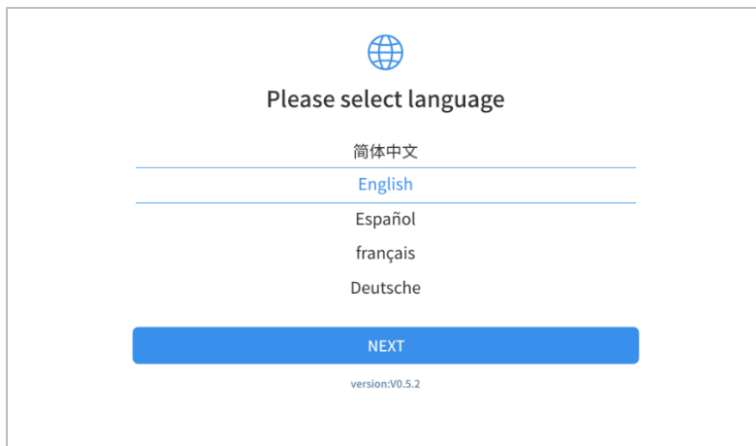 Please select language
简体中文
English
Español
français
Deutsche
NEXT
version:V0.5.2